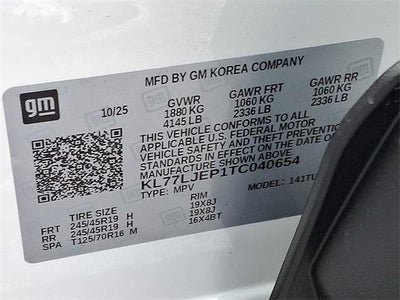 MFD BY GM KOREA COMPANY
gm
10/25
GVWR
1880 KG
4145 LB
GAWR FRT
1060 KG
2336 LB
GAWR RR
1060 KG
2336 LB
THIS VEHICLE CONFORMS TO ALL
APPLICABLE U.S. FEDERAL MOTOR
VEHICLE SAFETY AND THEFT PREVENTION
STANDARDS IN EFFECT ON THE DATE OF
KL77LJEP1TC040654
TYPE: MPV
MODEL: 141TU
TIRE SIZE RIM
FRT 245/45R19 H 19X8J
RR 245/45R19 H 19X8J
SPA T125/70R16 M 16X4BT